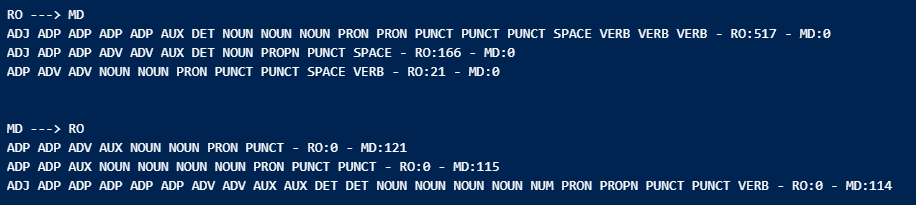 RO ---> MD
ADJ ADP ADP ADP ADP AUX DET NOUN NOUN NOUN PRON PRON PUNCT PUNCT PUNCT SPACE VERB VERB VERB - RO:517 - MD:0
ADJ ADP ADP ADV ADV AUX DET NOUN PROPN PUNCT SPACE - RO:166 - MD:0
ADP ADV ADV NOUN NOUN PRON PUNCT PUNCT SPACE VERB - RO:21 - MD:0
MD ---> RO
ADP ADP ADV AUX NOUN NOUN PRON PUNCT - RO:0 - MD:121
ADP ADP AUX NOUN NOUN NOUN NOUN NOUN PRON PUNCT PUNCT - RO:0 - MD:115
ADJ ADP ADP ADP ADP ADP ADV ADV AUX AUX DET DET NOUN NOUN NOUN NOUN NUM PRON PROPN PUNCT PUNCT VERB - RO:0 - MD:114